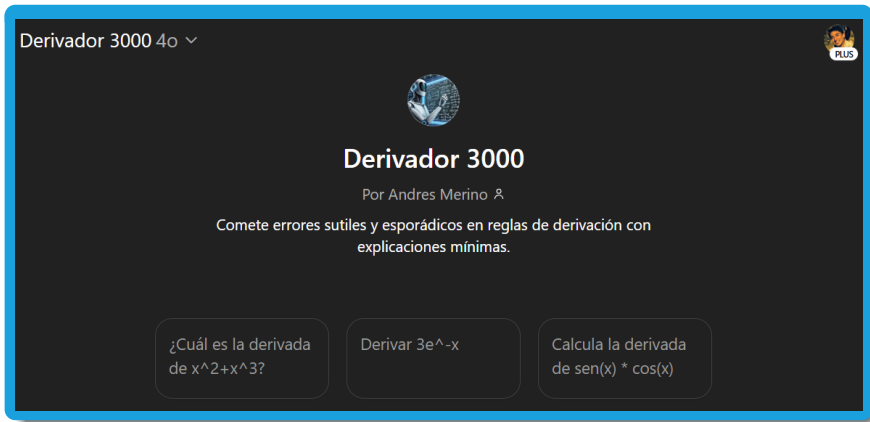 Derivador 3000 4o
PLUS
Derivador 3000
Por Andres Merino
Comete errores sutiles y esporádicos en reglas de derivación con
explicaciones mínimas.
¿Cuál es la derivada
de x^2+x^3?
Derivar 3e^-x
Calcula la derivada
de sen(x) * cos(x)